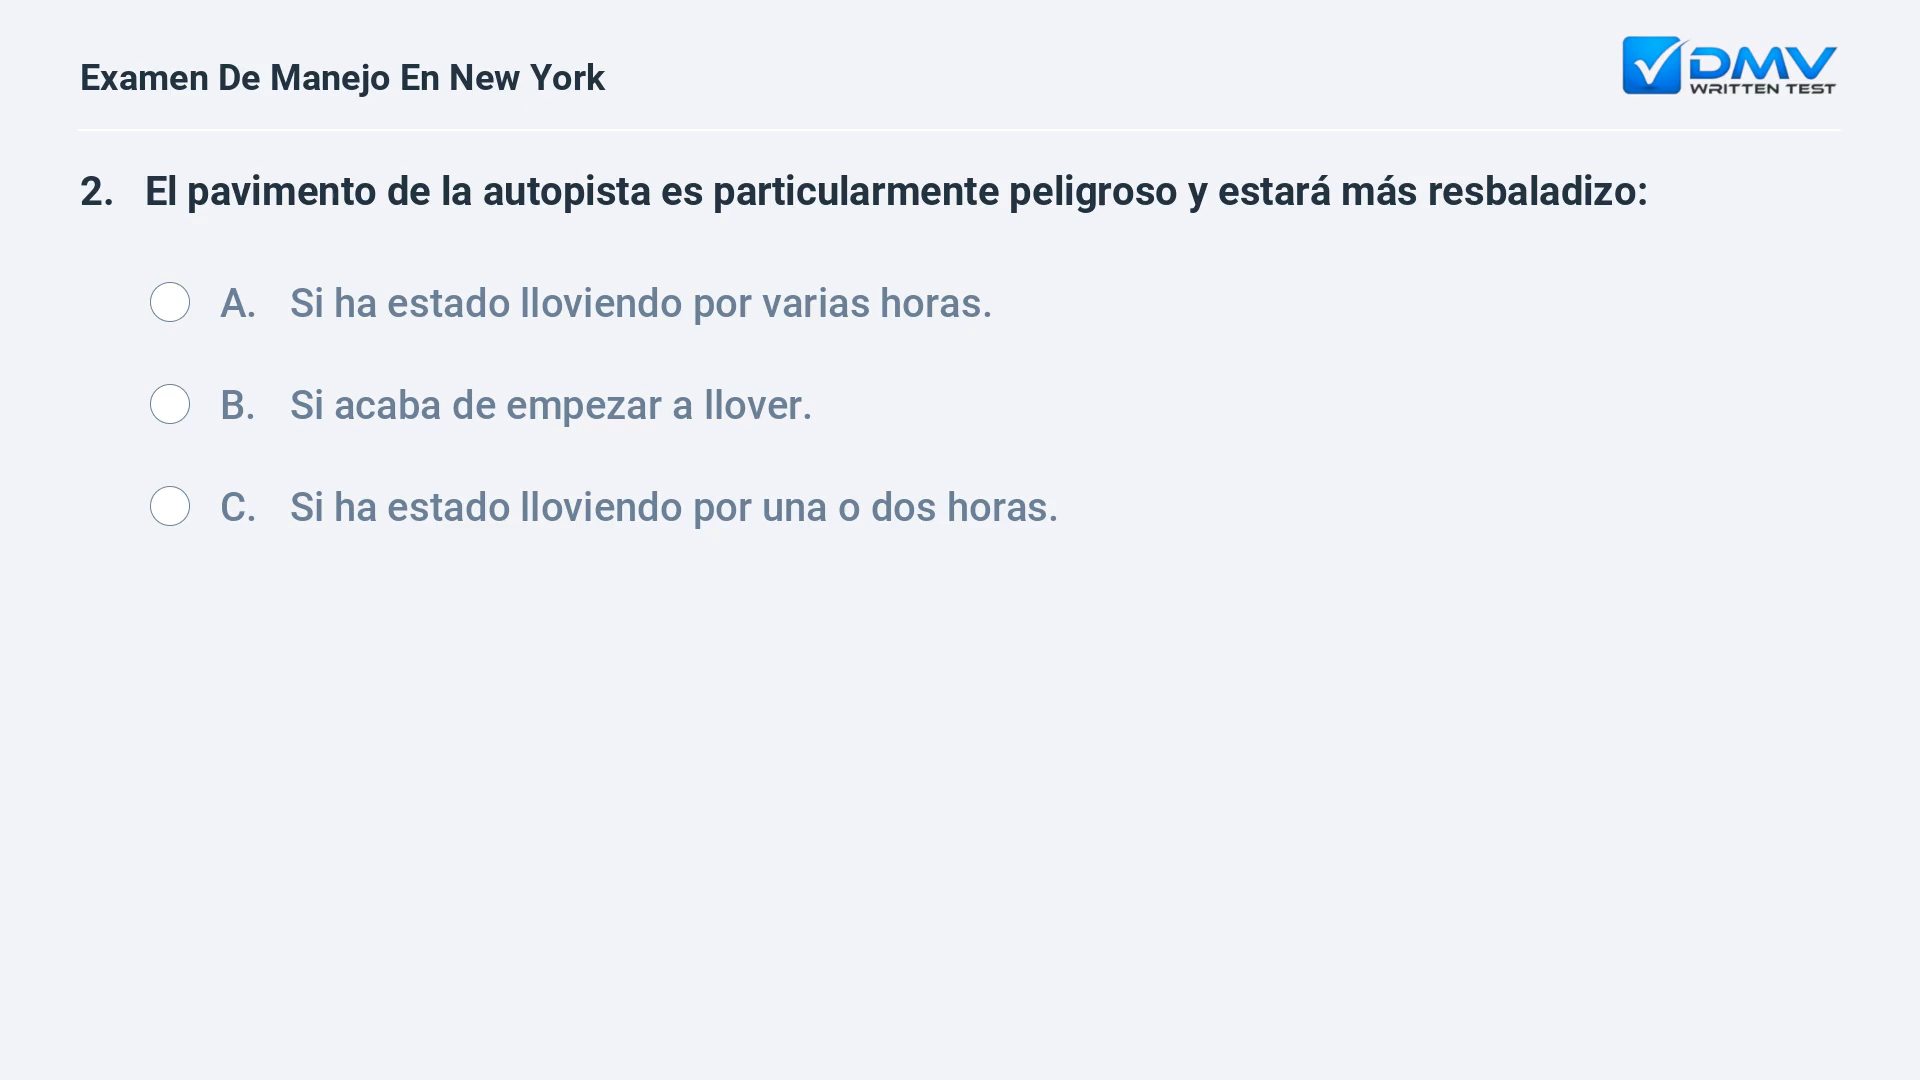 Examen De Manejo En New York
DMV
WRITTEN TEST
2. El pavimento de la autopista es particularmente peligroso y estará más resbaladizo:
A. Si ha estado lloviendo por varias horas.
B. Si acaba de empezar a llover.
C. Si ha estado lloviendo por una o dos horas.